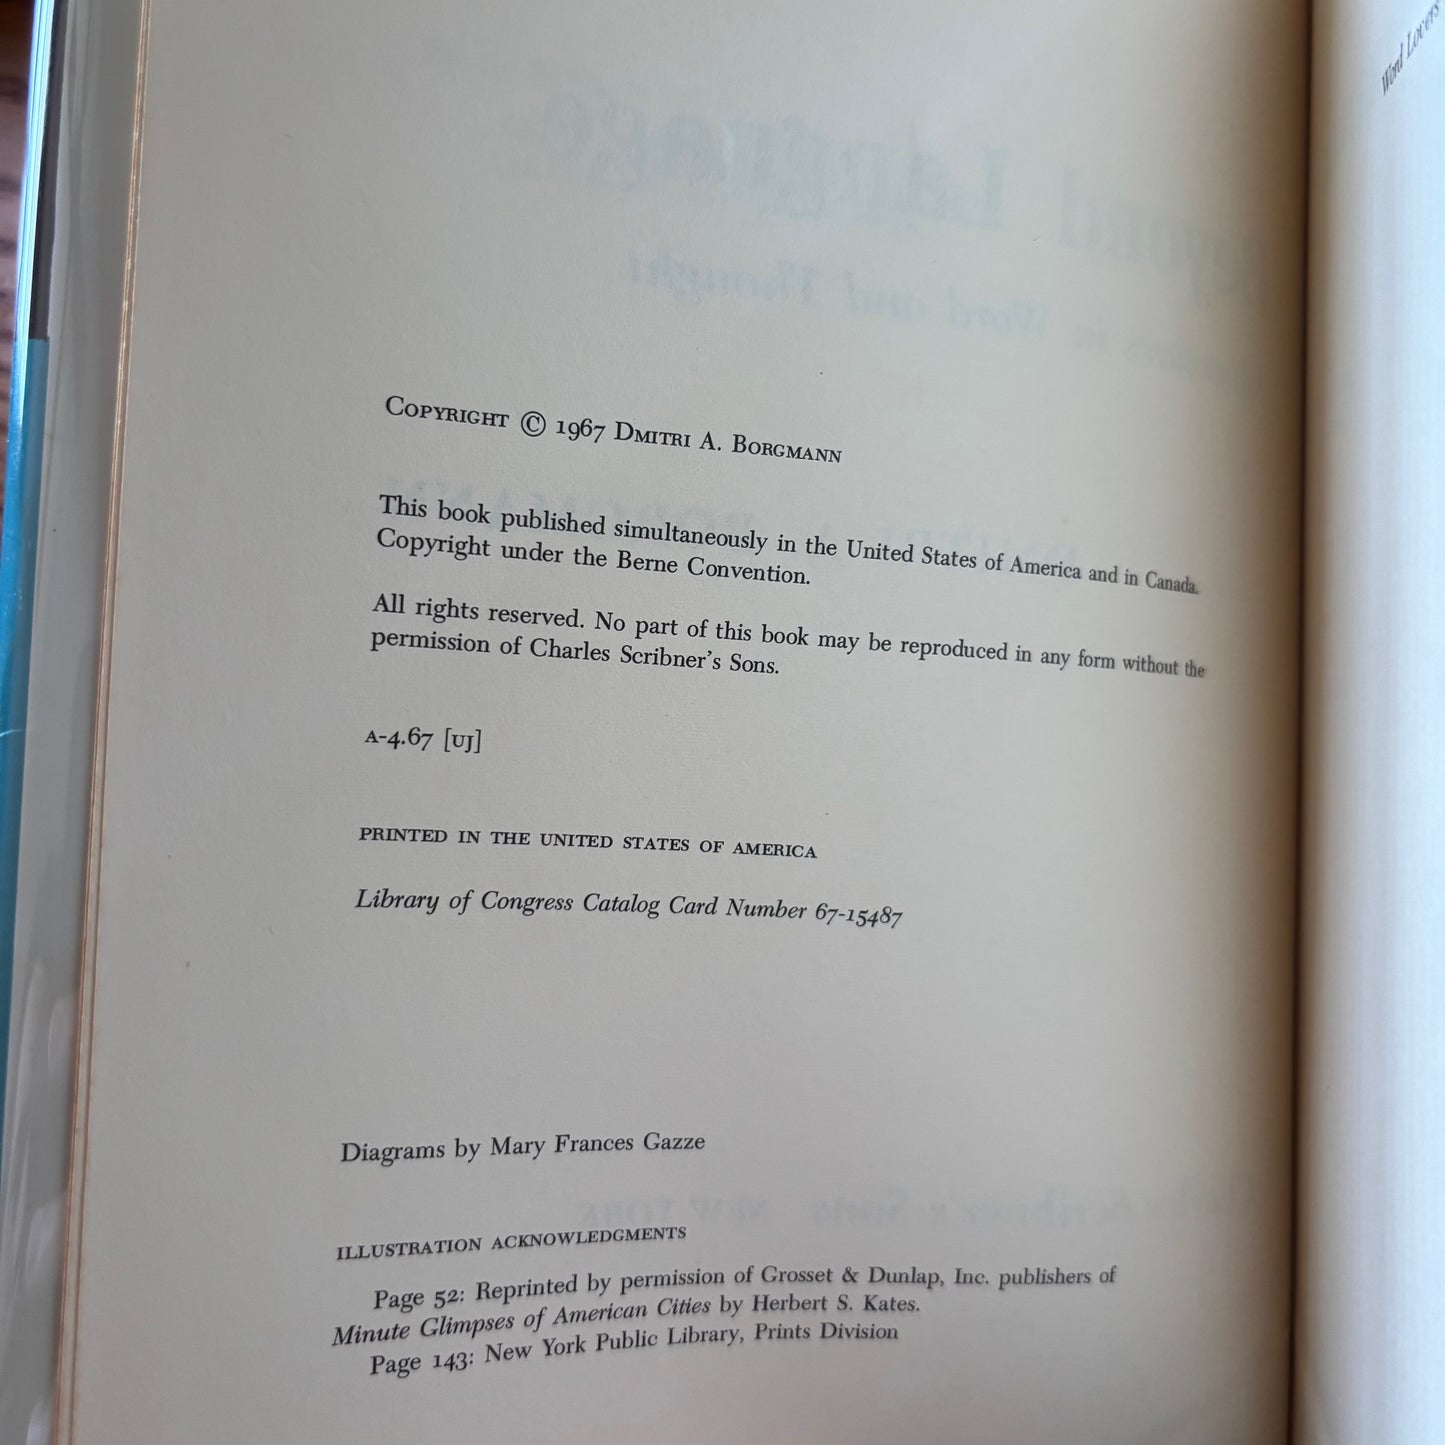 Word Lovers
Copyright © 1967 Dmitri A. Borgmann
This book published simultaneously in the United States of America and in Canada.
Copyright under the Berne Convention.
All rights reserved. No part of this book may be reproduced in any form without the
permission of Charles Scribner's Sons.
A-4.67 [UJ]
PRINTED IN THE UNITED STATES OF AMERICA
Library of Congress Catalog Card Number 67-15487
Diagrams by Mary Frances Gazze
ILLUSTRATION ACKNOWLEDGMENTS
Page 52: Reprinted by permission of Grosset & Dunlap, Inc. publishers of
Minute Glimpses of American Cities by Herbert S. Kates.
Page 143: New York Public Library, Prints Division